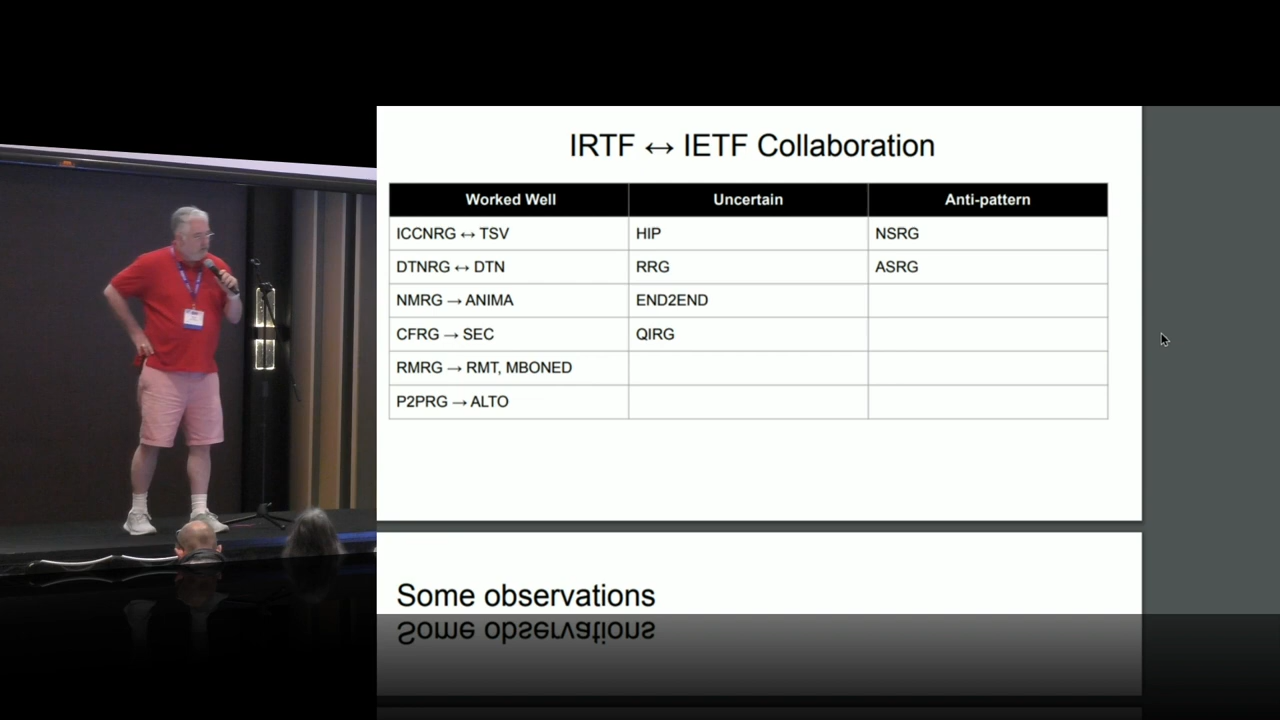 IRTF ↔ IETF Collaboration
Worked Well Uncertain Anti-pattern
ICCNRG ↔ TSV HIP NSRG
DTNRG ↔ DTN RRG ASRG
NMRG → ANIMA END2END
CFRG → SEC QIRG
RMRG → RMT, MBONED
P2PRG → ALTO
Some observations